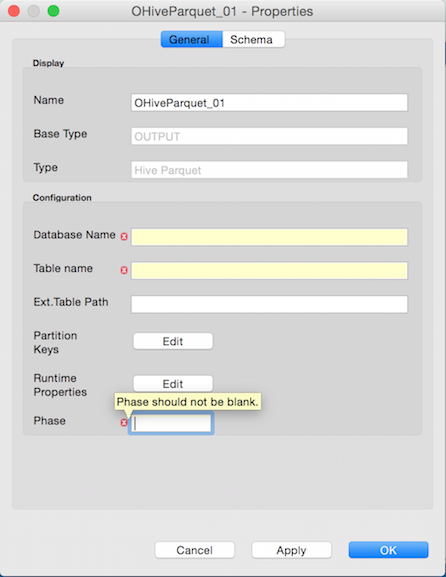 OHiveParquet_01 - Properties
General Schema
Display
Name OHiveParquet_01
Base Type OUTPUT
Type Hive Parquet
Configuration
Database Name
Table name
Ext.Table Path
Partition
Keys
Edit
Runtime
Properties
Edit
Phase should not be blank.
Phase
Cancel Apply OK